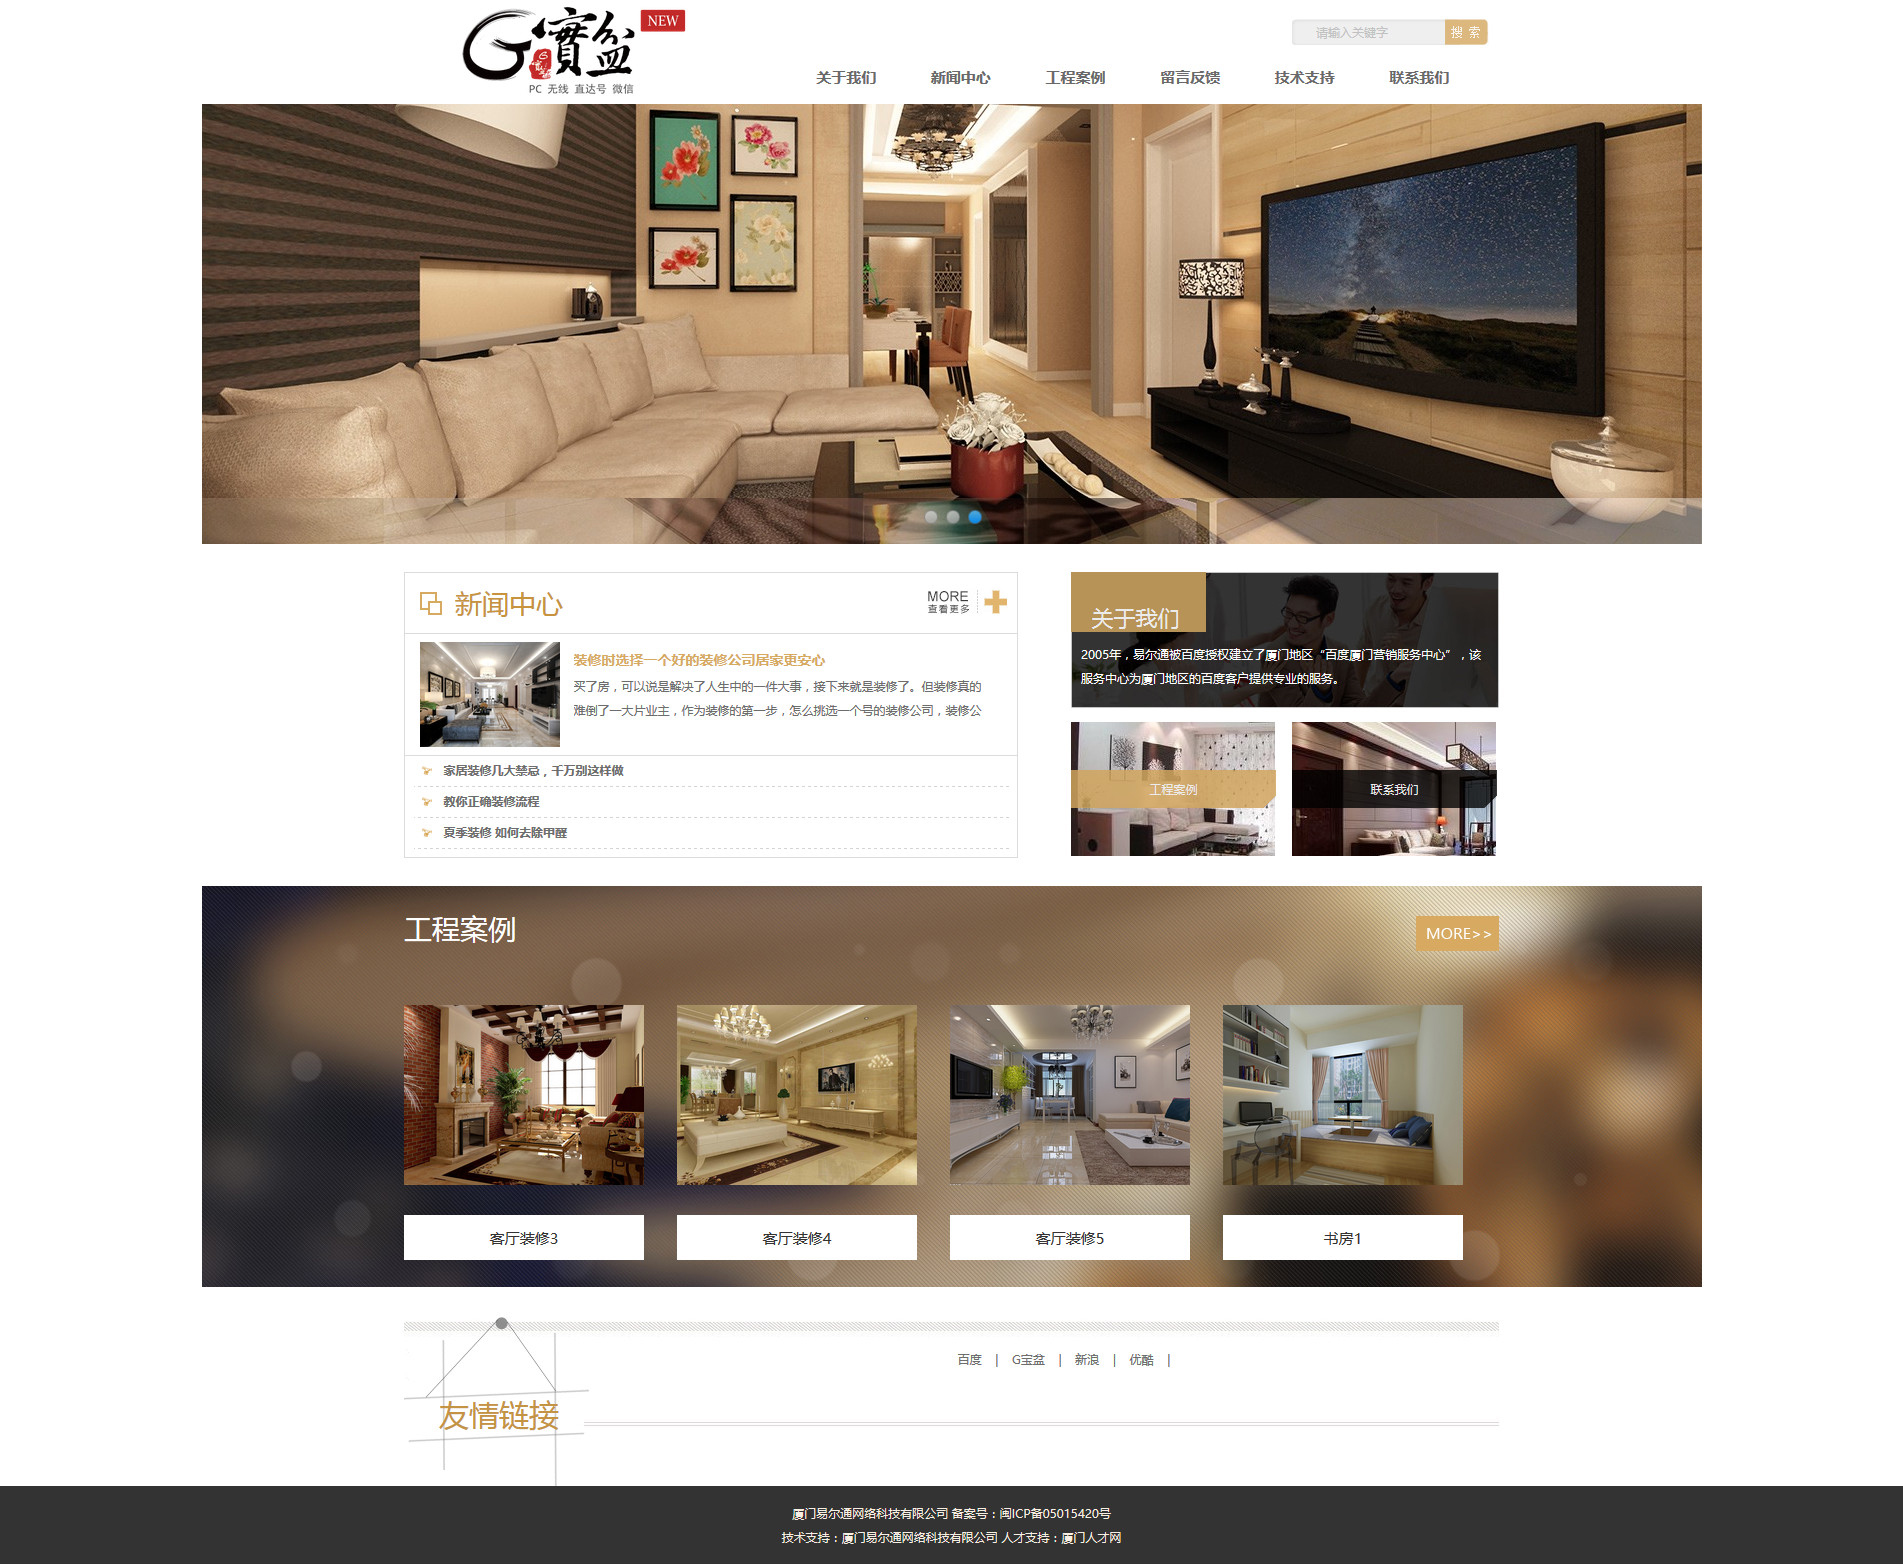 G實盆
NEW
PC 无线 直达号 微信
请输入关键字
搜 索
关于我们
新闻中心
工程案例
留言反馈
技术支持
联系我们
新闻中心
MORE
查看更多
装修时选择一个好的装修公司居家更安心
买了房，可以说是解决了人生中的一件大事，接下来就是装修了。但装修真的
难倒了一大片业主，作为装修的第一步，怎么挑选一个号的装修公司，装修公
家居装修几大禁忌，千万别这样做
教你正确装修流程
夏季装修 如何去除甲醛
关于我们
2005年，易尔通被百度授权建立了厦门地区“百度厦门营销服务中心”，该
服务中心为厦门地区的百度客户提供专业的服务。
工程案例
联系我们
工程案例
MORE>>
客厅装修3
客厅装修4
客厅装修5
书房1
百度 | G宝盆 | 新浪 | 优酷 |
友情链接
厦门易尔通网络科技有限公司 备案号：闽ICP备05015420号
技术支持：厦门易尔通网络科技有限公司 人才支持：厦门人才网